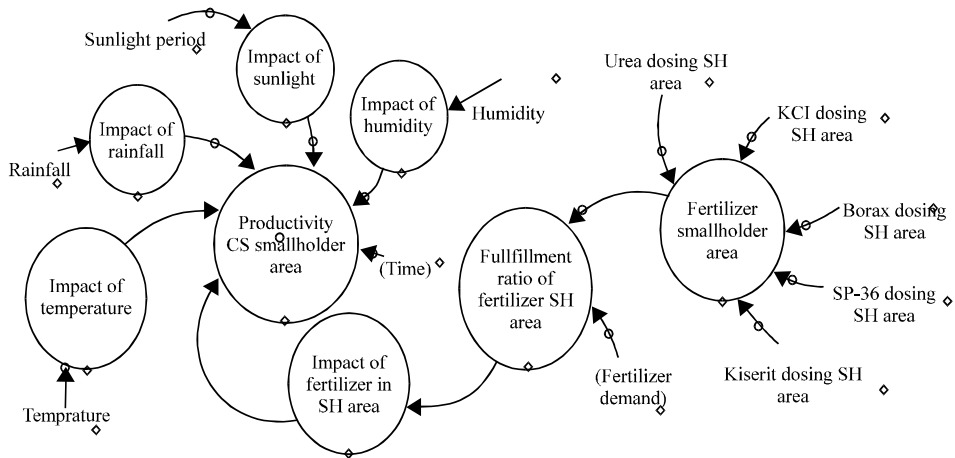 Sunlight period
Impact of
sunlight
Impact of
humidity
Humidity
Impact of
rainfall
Rainfall
Productivity
CS smallholder
area
(Time)
Impact of
temperature
Temprature
Impact of
fertilizer in
SH area
Fullfillment
ratio of
fertilizer SH
area
(Fertilizer
demand)
Urea dosing SH
area
KCI dosing
SH area
Fertilizer
smallholder
area
Borax dosing
SH area
SP-36 dosing
SH area
Kiserit dosing SH
area